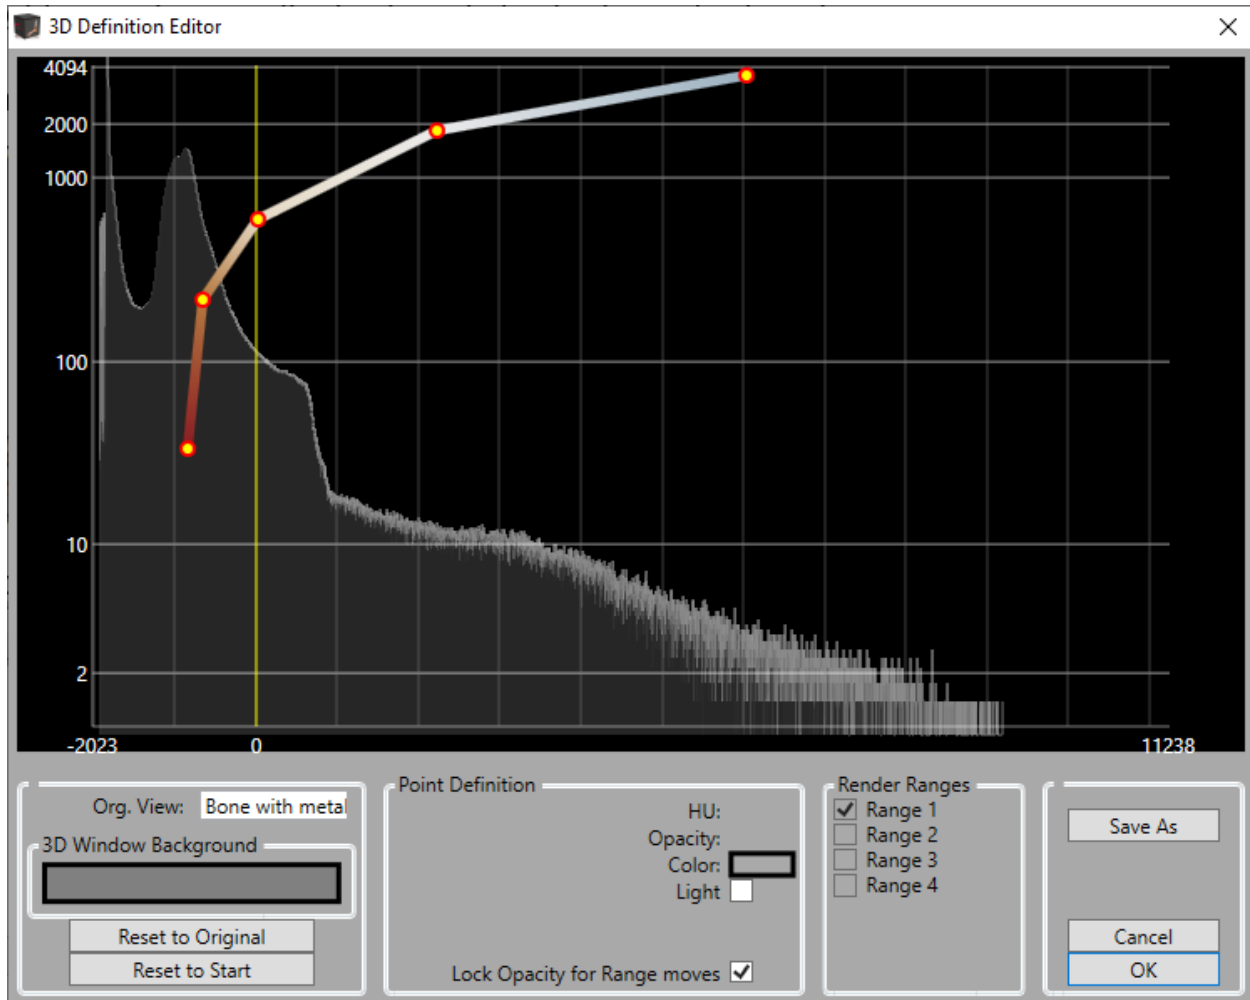 3D Definition Editor
4094
2000
1000
100
10
2
-2023 0 11238
Org. View: Bone with metal
3D Window Background
Reset to Original
Reset to Start
Point Definition
HU:
Opacity:
Color:
Light
Lock Opacity for Range moves
Render Ranges
Range 1
Range 2
Range 3
Range 4
Save As
Cancel
OK